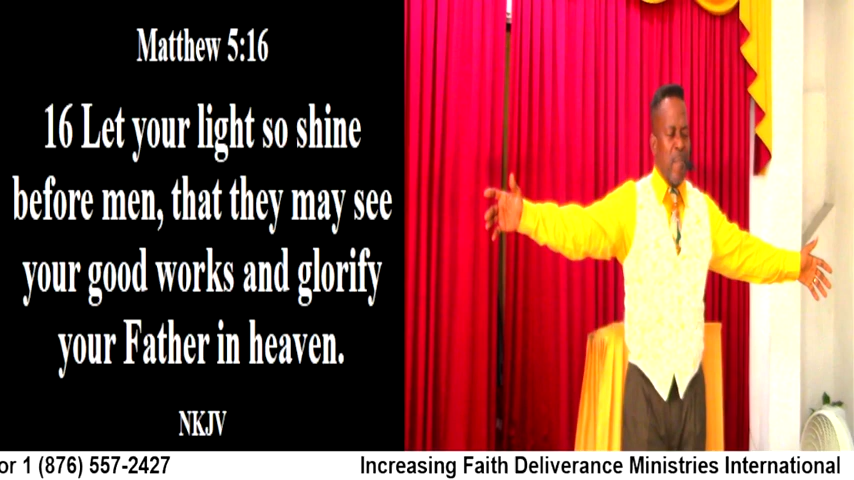 Matthew 5:16
16 Let your light so shine
before men, that they may see
your good works and glorify
your Father in heaven.
NKJV
or 1 (876) 557-2427 Increasing Faith Deliverance Ministries International